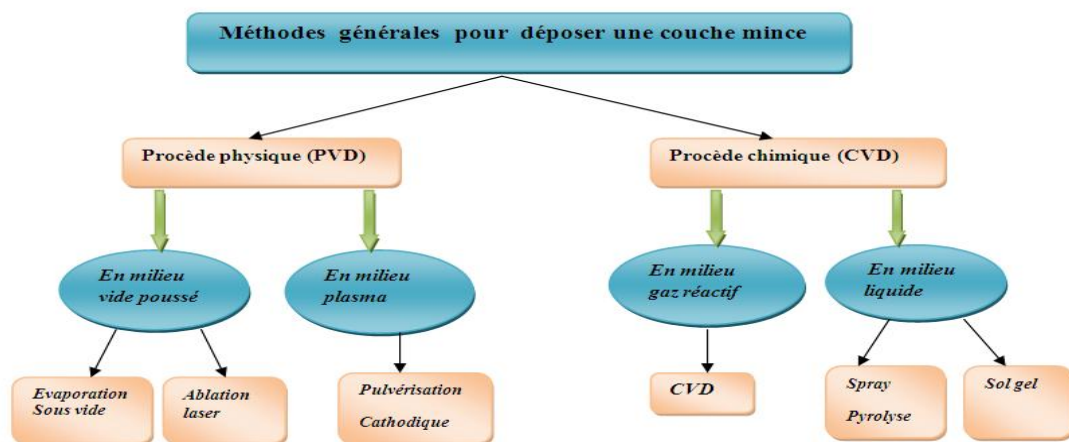 Méthodes générales pour déposer une couche mince
Procède physique (PVD)
Procède chimique (CVD)
En milieu
vide poussé
En milieu
plasma
En milieu
gaz réactif
En milieu
liquide
Evaporation
Sous vide
Ablation
laser
Pulvérisation
Cathodique
CVD
Spray
Pyrolyse
Sol gel